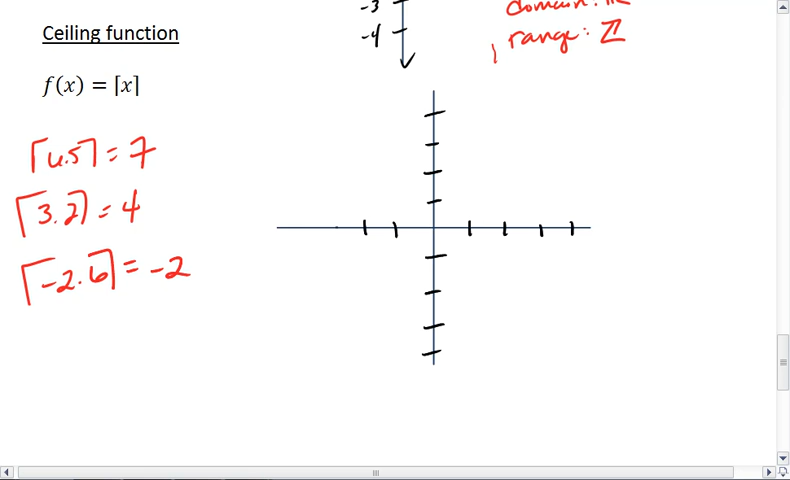 -3
domain: ℝ
-4
range: ℤ
Ceiling function
f(x) = ⌈x⌉
⌈6.5⌉ = 7
⌈3.2⌉ = 4
⌈-2.6⌉ = -2